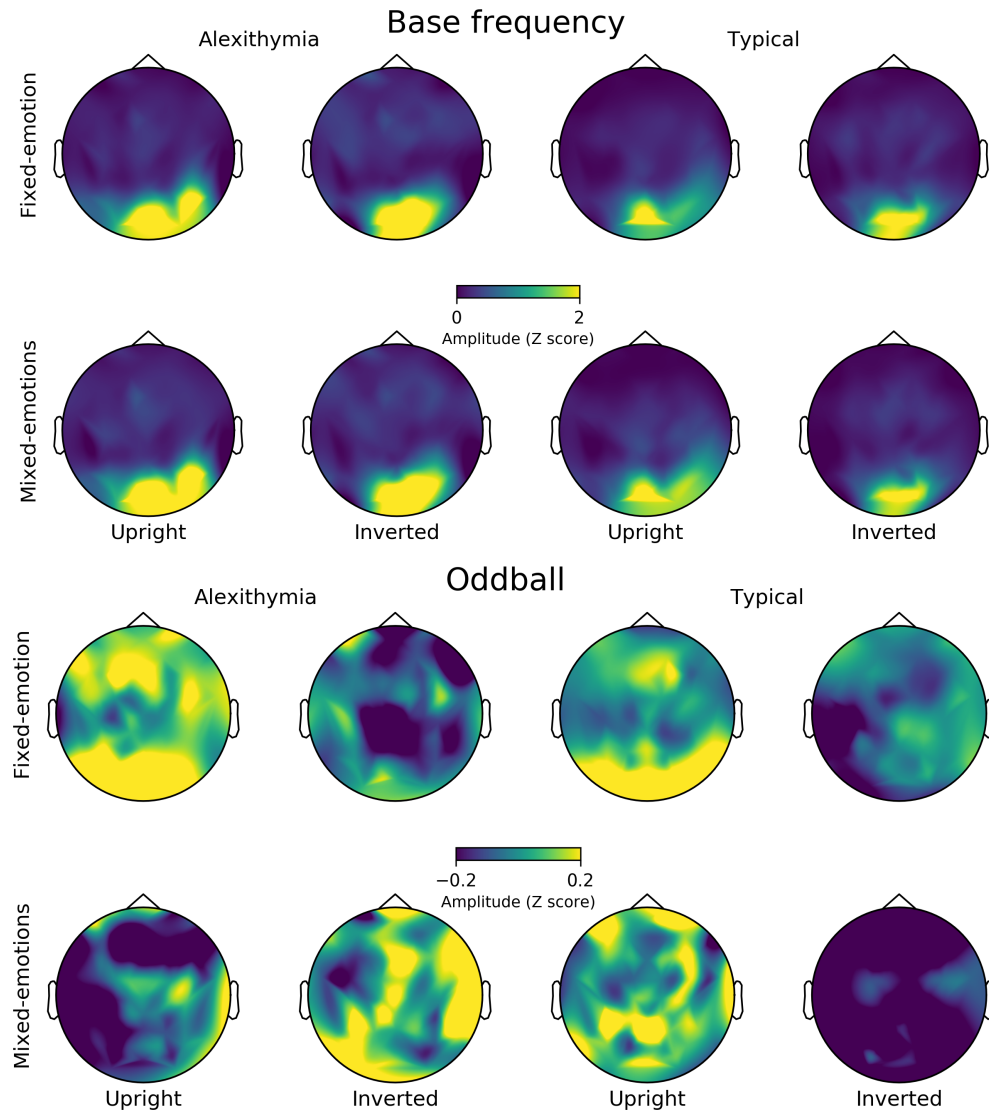 Base frequency
Alexithymia
Typical
Fixed-emotion
0
2
Amplitude (Z score)
Mixed-emotions
Upright
Inverted
Upright
Inverted
Oddball
Alexithymia
Typical
Fixed-emotion
−0.2
0.2
Amplitude (Z score)
Mixed-emotions
Upright
Inverted
Upright
Inverted